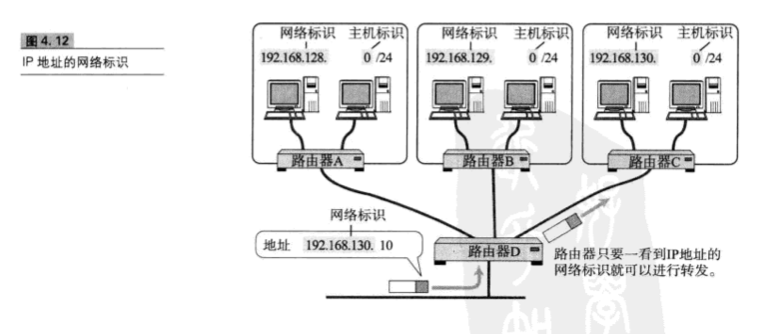 图4.12
IP 地址的网络标识
网络标识 主机标识
192.168.128. 0 /24
网络标识 主机标识
192.168.129. 0 /24
网络标识 主机标识
192.168.130. 0 /24
路由器A
路由器B
路由器C
网络标识
地址 192.168.130. 10
路由器D
路由器只要一看到IP地址的
网络标识就可以进行转发。